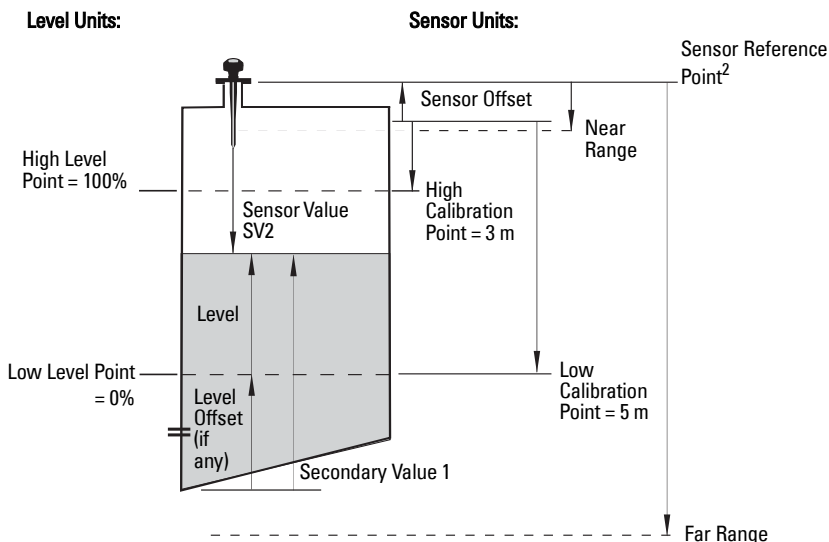 Level Units:
Sensor Units:
Sensor Reference
Point2
Sensor Offset
Near
Range
High Level
Point = 100%
High
Calibration
Point = 3 m
Sensor Value
SV2
Level
Low Level Point
= 0%
Low
Calibration
Point = 5 m
Level
Offset
(if
any)
Secondary Value 1
Far Range